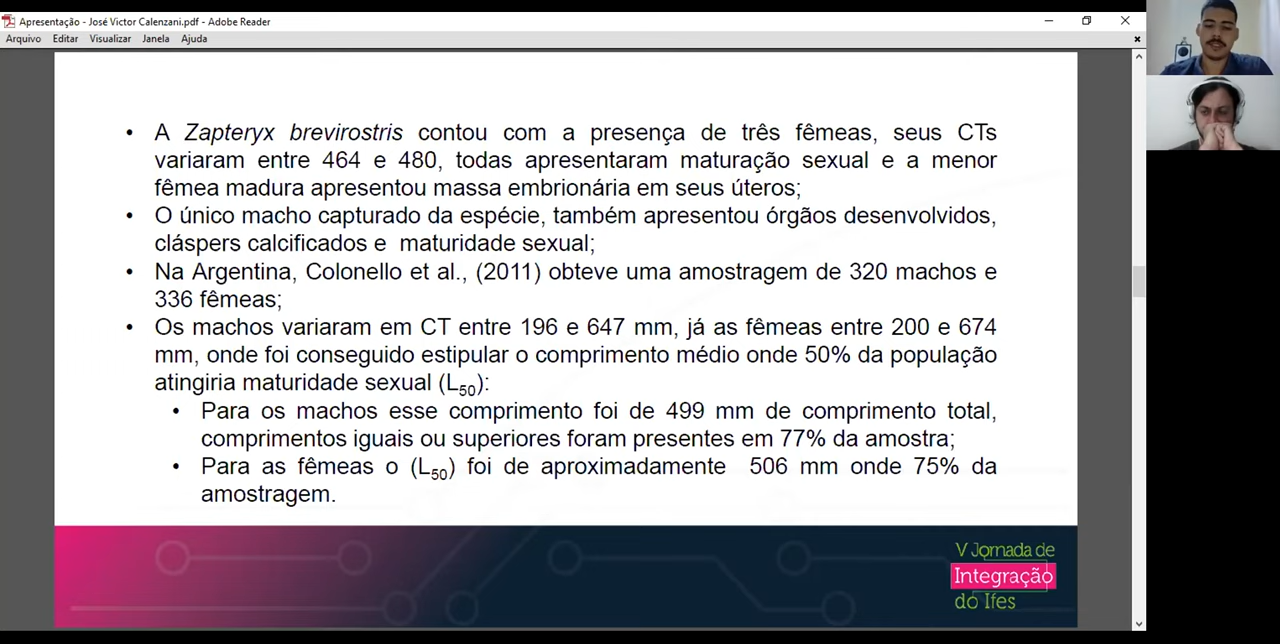 Apresentação - José Victor Calenzani.pdf - Adobe Reader
Arquivo Editar Visualizar Janela Ajuda
• A Zapteryx brevirostris contou com a presença de três fêmeas, seus CTs
variaram entre 464 e 480, todas apresentaram maturação sexual e a menor
fêmea madura apresentou massa embrionária em seus úteros;
• O único macho capturado da espécie, também apresentou órgãos desenvolvidos,
cláspers calcificados e maturidade sexual;
• Na Argentina, Colonello et al., (2011) obteve uma amostragem de 320 machos e
336 fêmeas;
• Os machos variaram em CT entre 196 e 647 mm, já as fêmeas entre 200 e 674
mm, onde foi conseguido estipular o comprimento médio onde 50% da população
atingiria maturidade sexual (L50):
• Para os machos esse comprimento foi de 499 mm de comprimento total,
comprimentos iguais ou superiores foram presentes em 77% da amostra;
• Para as fêmeas o (L50) foi de aproximadamente 506 mm onde 75% da
amostragem.
V Jornada de
Integração
do Ifes